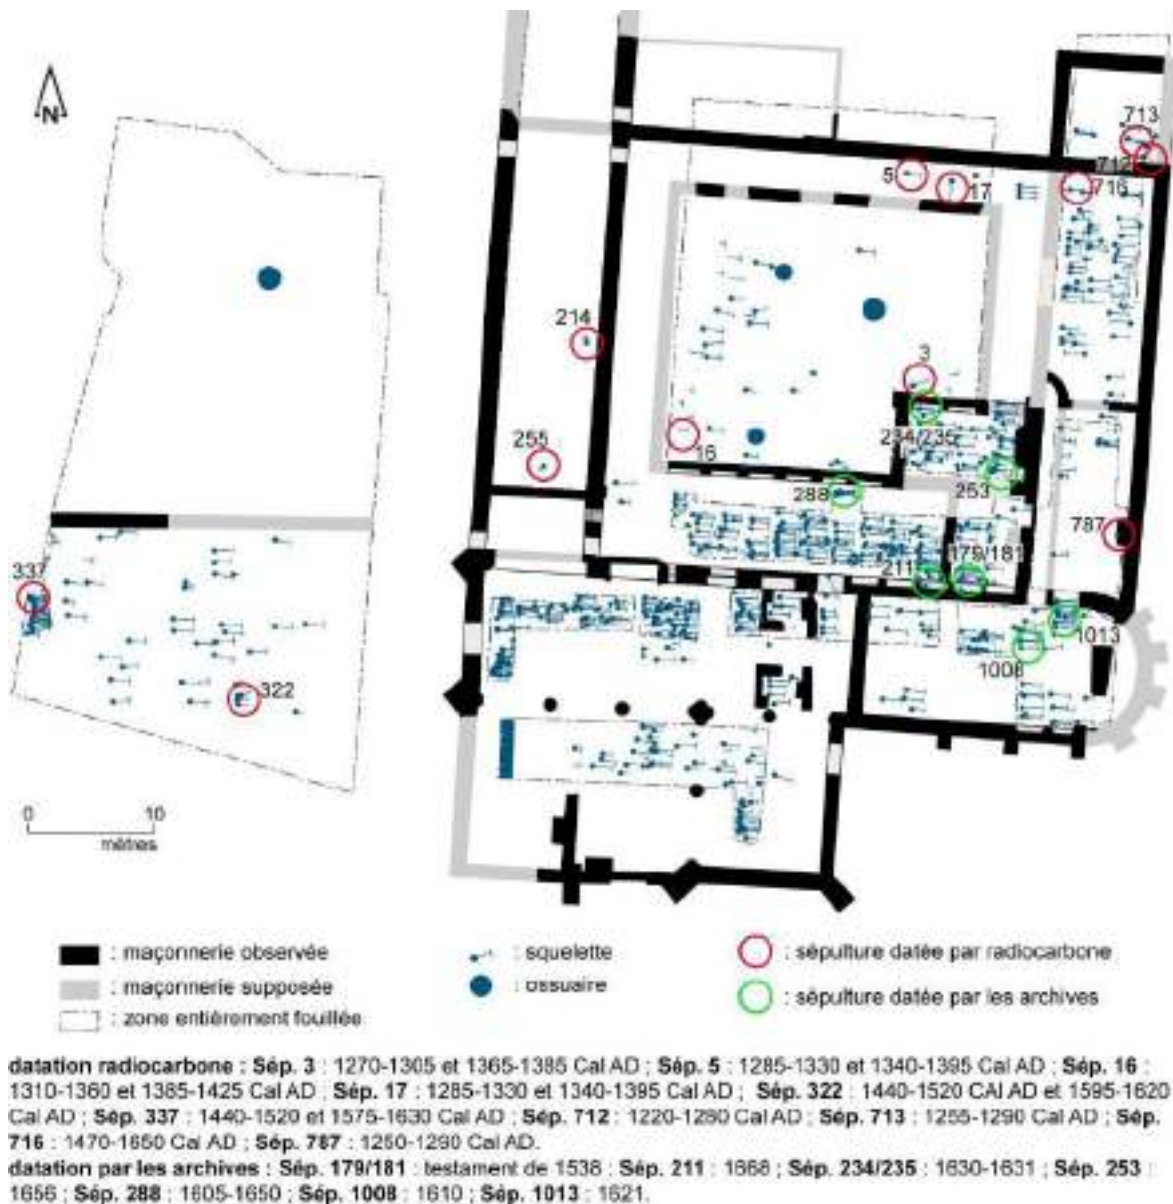 N
713
712
5
17
716
214
3
255
16
234/235
253
288
787
337
211
179/181
1013
1008
322
0 10
mètres
: maçonnerie observée
: squelette
: sépulture datée par radiocarbone
: maçonnerie supposée
: ossuaire
: sépulture datée par les archives
: zone entièrement fouillée
datation radiocarbone : Sép. 3 : 1270-1305 et 1365-1385 Cal AD ; Sép. 5 : 1285-1330 et 1340-1395 Cal AD ; Sép. 16 :
1310-1360 et 1385-1425 Cal AD ; Sép. 17 : 1285-1330 et 1340-1395 Cal AD ; Sép. 322 : 1440-1520 CAl AD et 1595-1620
Cal AD ; Sép. 337 : 1440-1520 et 1575-1630 Cal AD ; Sép. 712 : 1220-1280 Cal AD ; Sép. 713 : 1255-1290 Cal AD ; Sép.
716 : 1470-1650 Cal AD ; Sép. 787 : 1250-1290 Cal AD.
datation par les archives : Sép. 179/181 : testament de 1538 ; Sép. 211 : 1668 ; Sép. 234/235 : 1630-1631 ; Sép. 253 :
1656 ; Sép. 288 : 1605-1650 ; Sép. 1008 : 1610 ; Sép. 1013 : 1621.